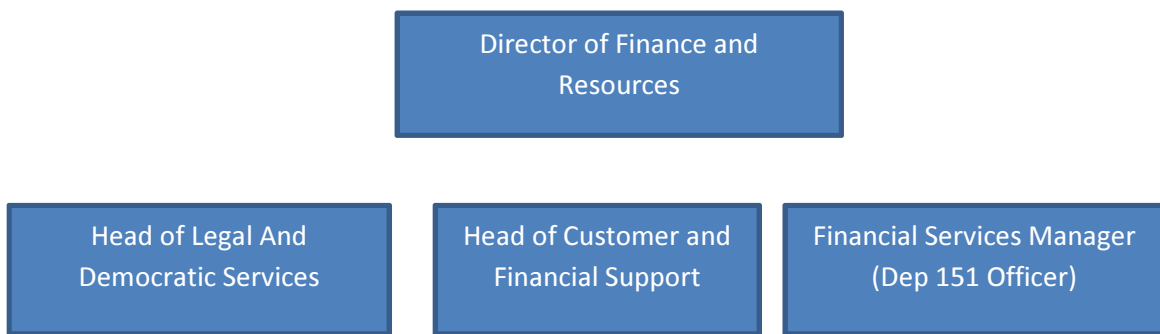 Director of Finance and
Resources
Head of Legal And
Democratic Services
Head of Customer and
Financial Support
Financial Services Manager
(Dep 151 Officer)